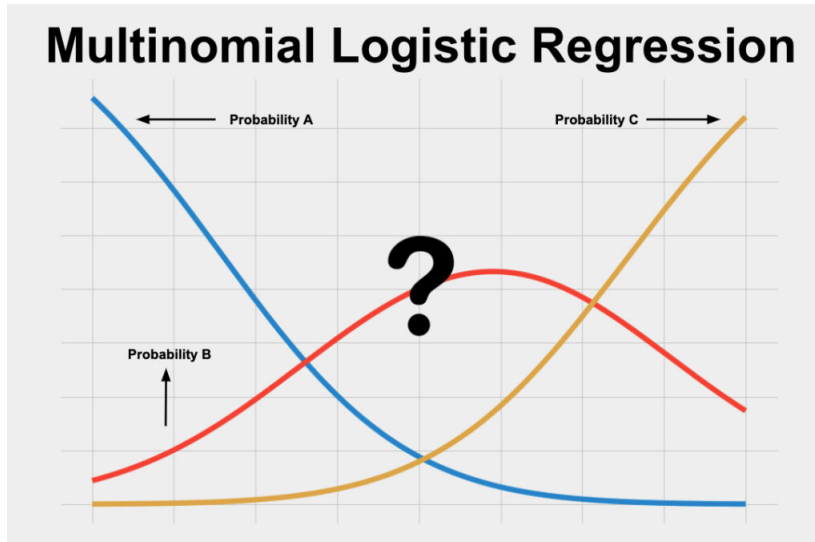 Multinomial Logistic Regression
Probability A
Probability C
?
Probability B